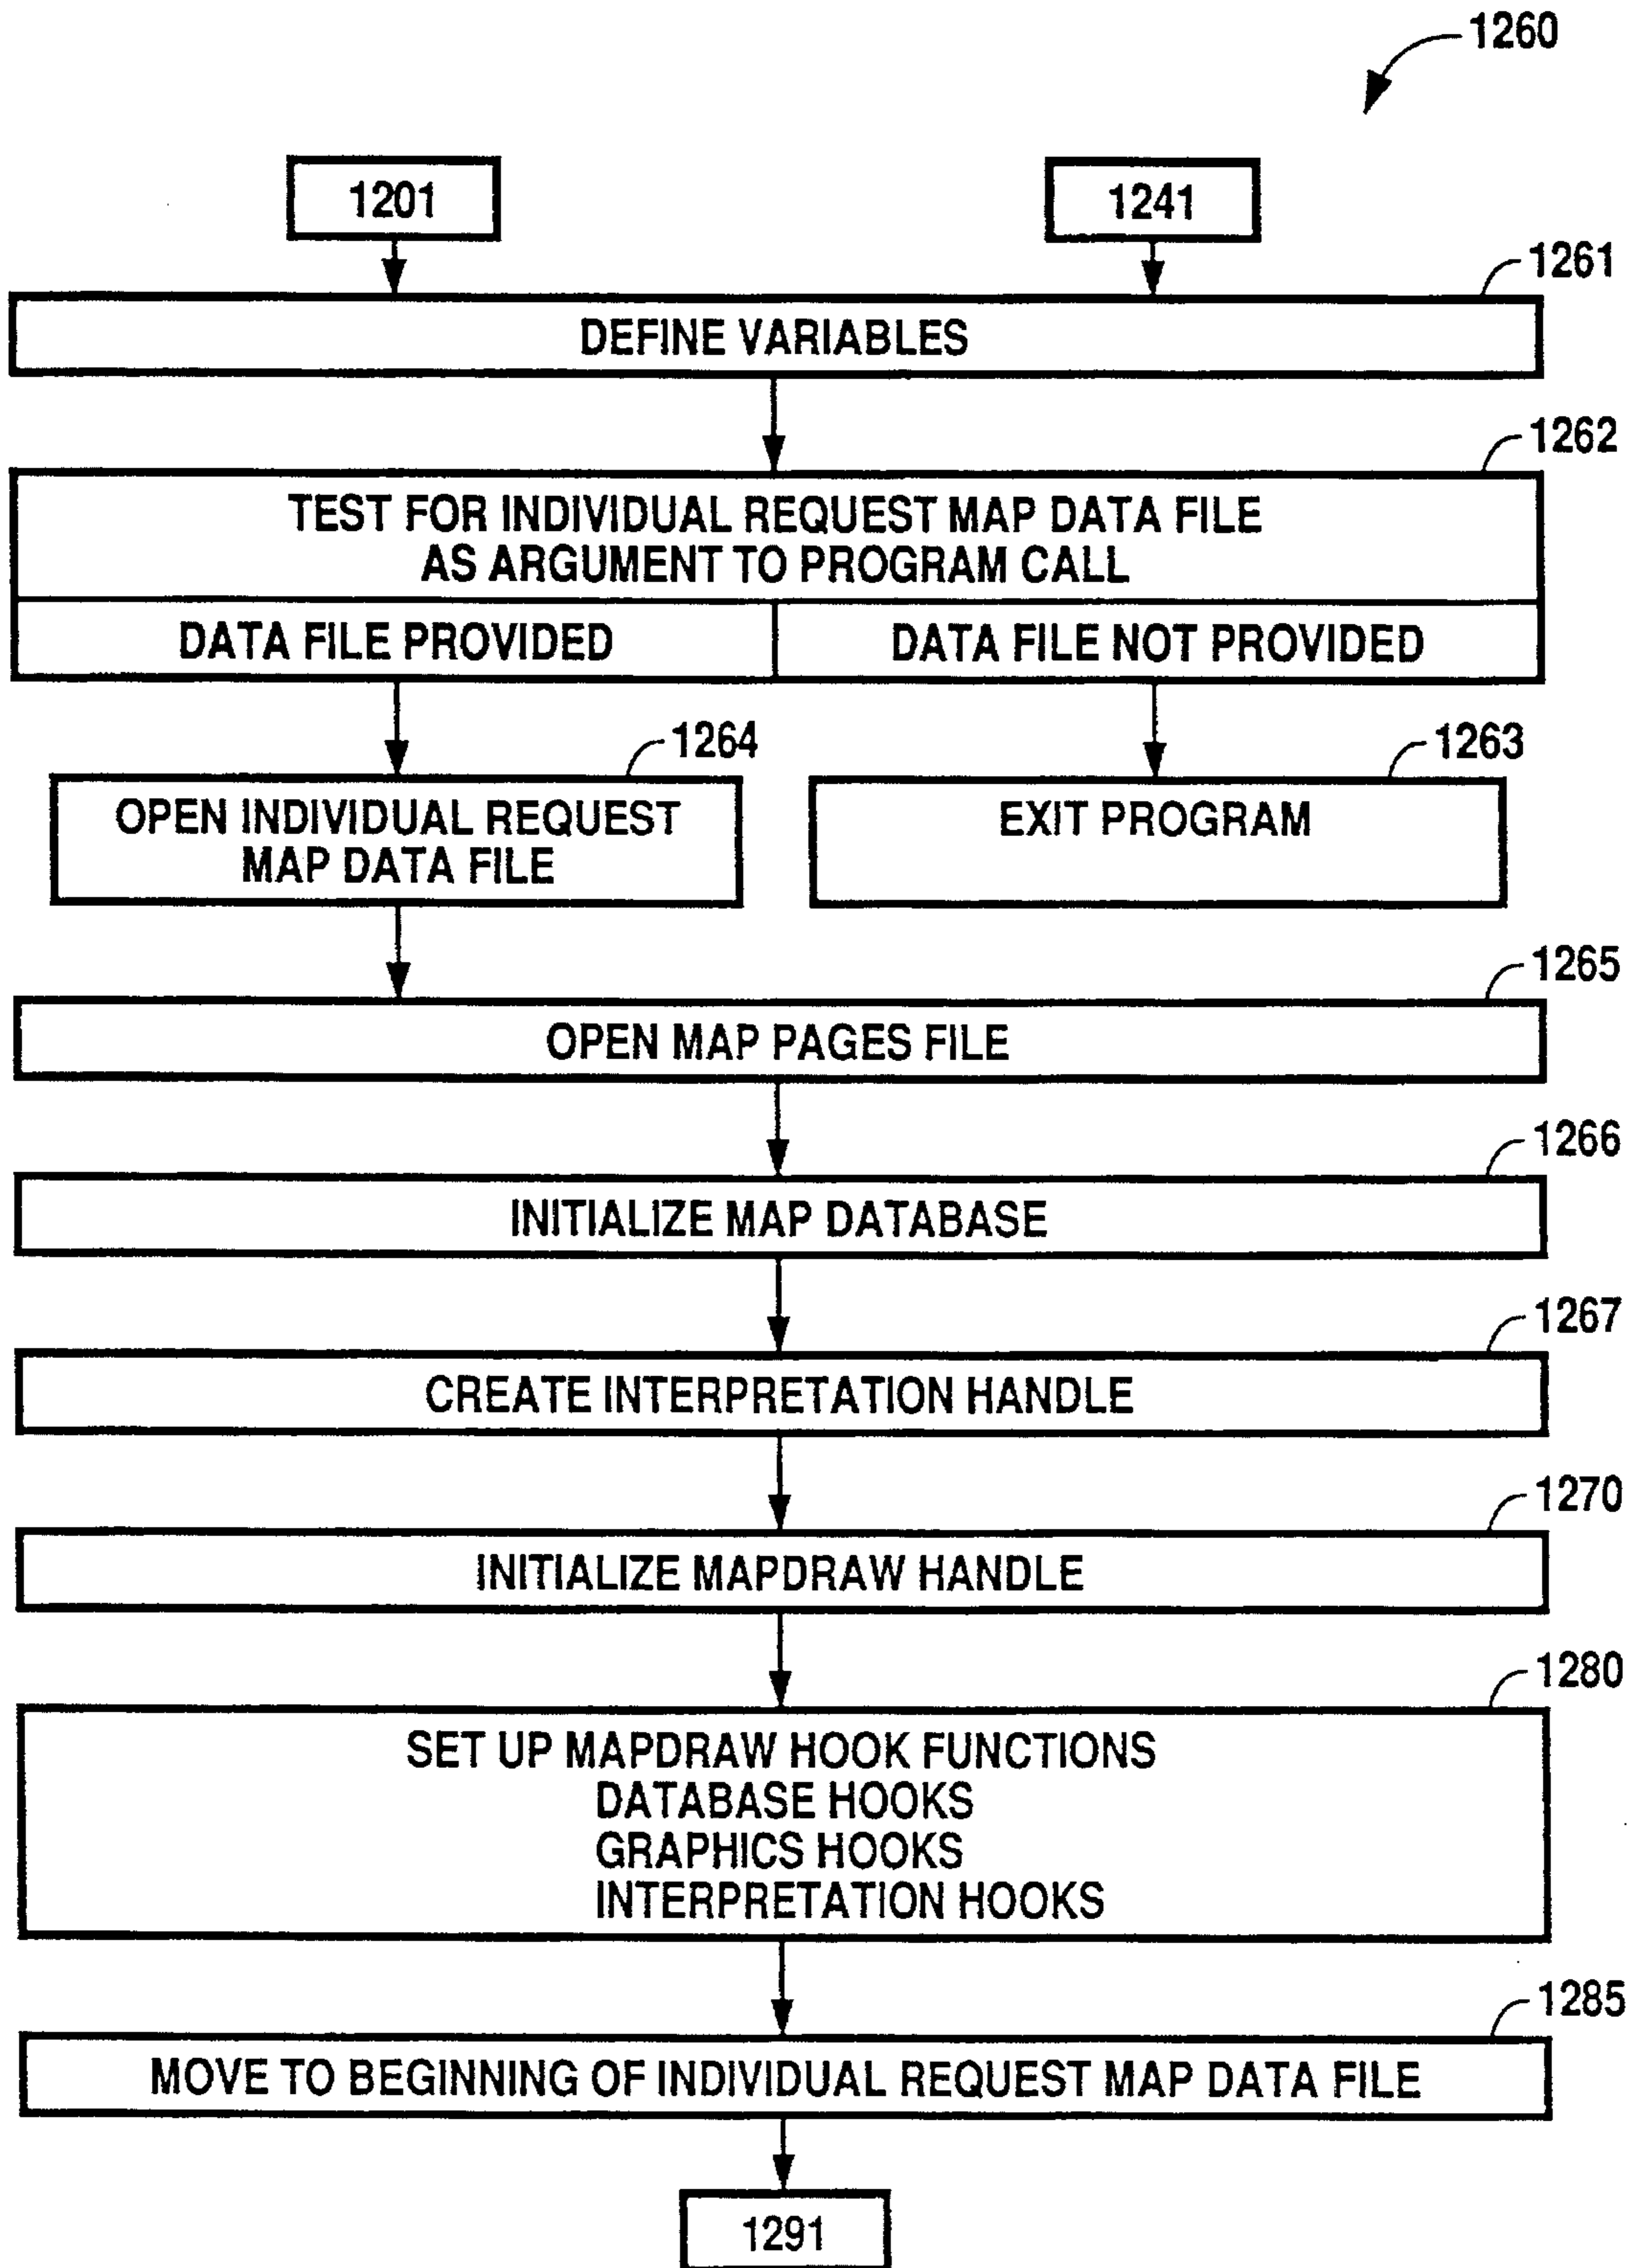 1260
1201
1241
1261
DEFINE VARIABLES
1262
TEST FOR INDIVIDUAL REQUEST MAP DATA FILE
AS ARGUMENT TO PROGRAM CALL
DATA FILE PROVIDED
DATA FILE NOT PROVIDED
1264
1263
OPEN INDIVIDUAL REQUEST
MAP DATA FILE
EXIT PROGRAM
1265
OPEN MAP PAGES FILE
1266
INITIALIZE MAP DATABASE
1267
CREATE INTERPRETATION HANDLE
1270
INITIALIZE MAPDRAW HANDLE
1280
SET UP MAPDRAW HOOK FUNCTIONS
DATABASE HOOKS
GRAPHICS HOOKS
INTERPRETATION HOOKS
1285
MOVE TO BEGINNING OF INDIVIDUAL REQUEST MAP DATA FILE
1291